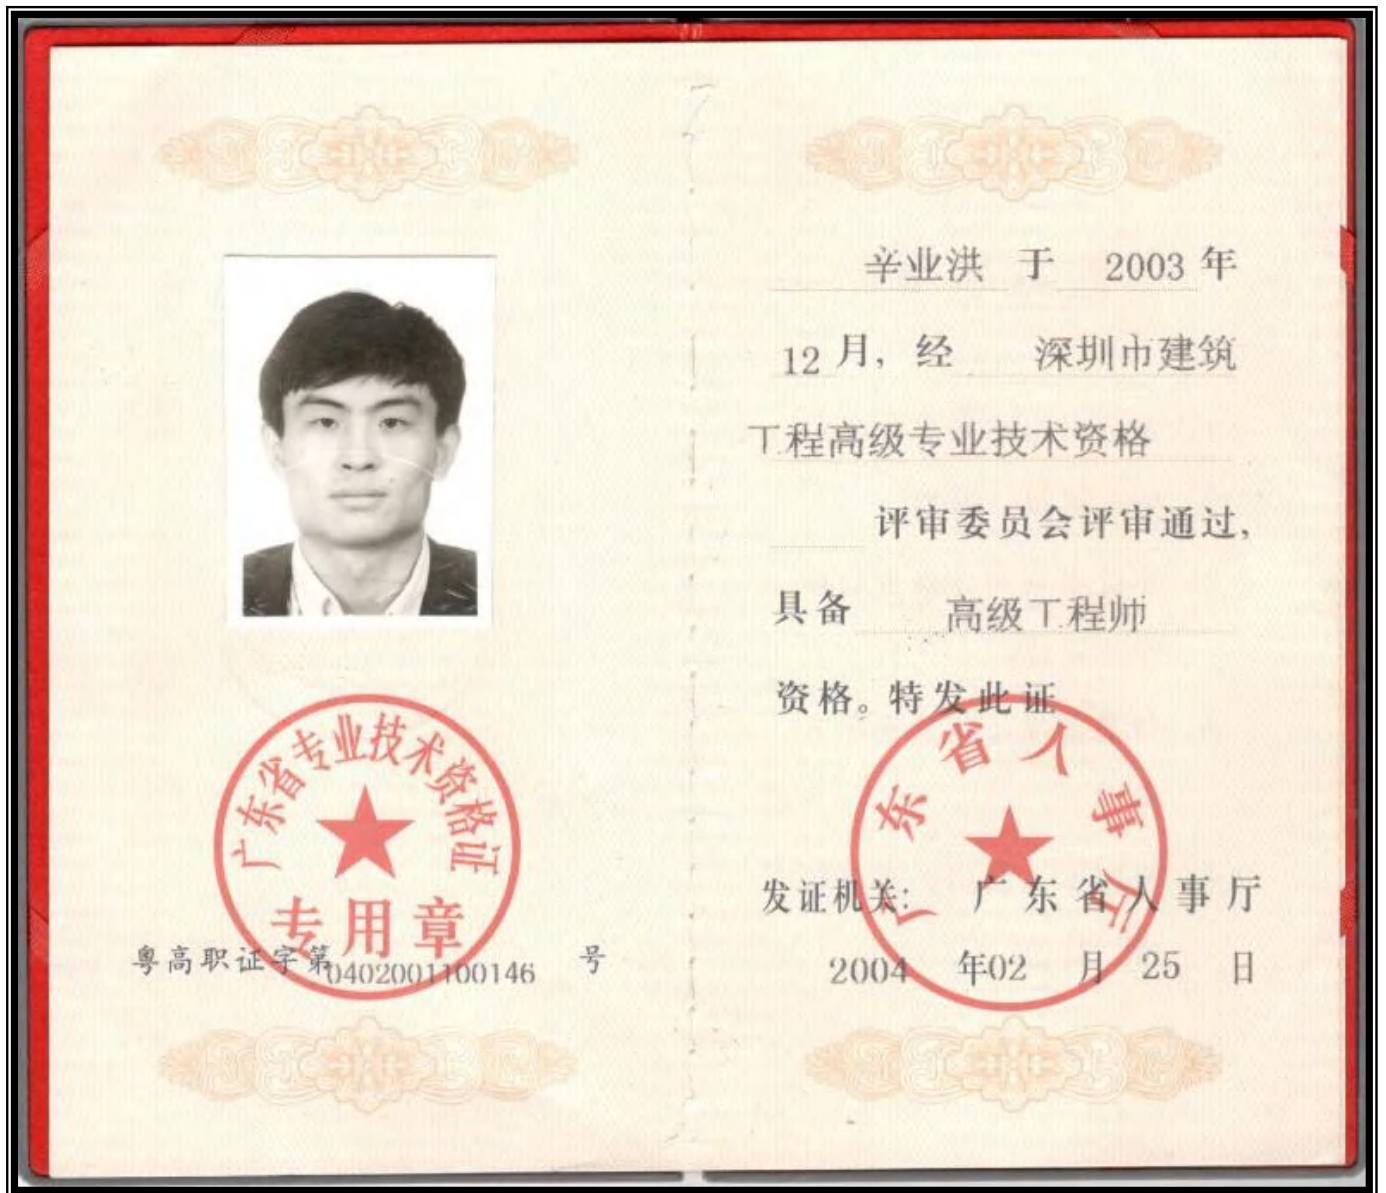 广东省专业技术资格证
专用章
粤高职证字第0402001100146 号
辛业洪 于 2003 年
12 月，经 深圳市建筑
工程高级专业技术资格
评审委员会评审通过，
具备 高级工程师
资格。特发此证
广东省人事厅
发证机关： 广东省人事厅
2004 年02 月 25 日